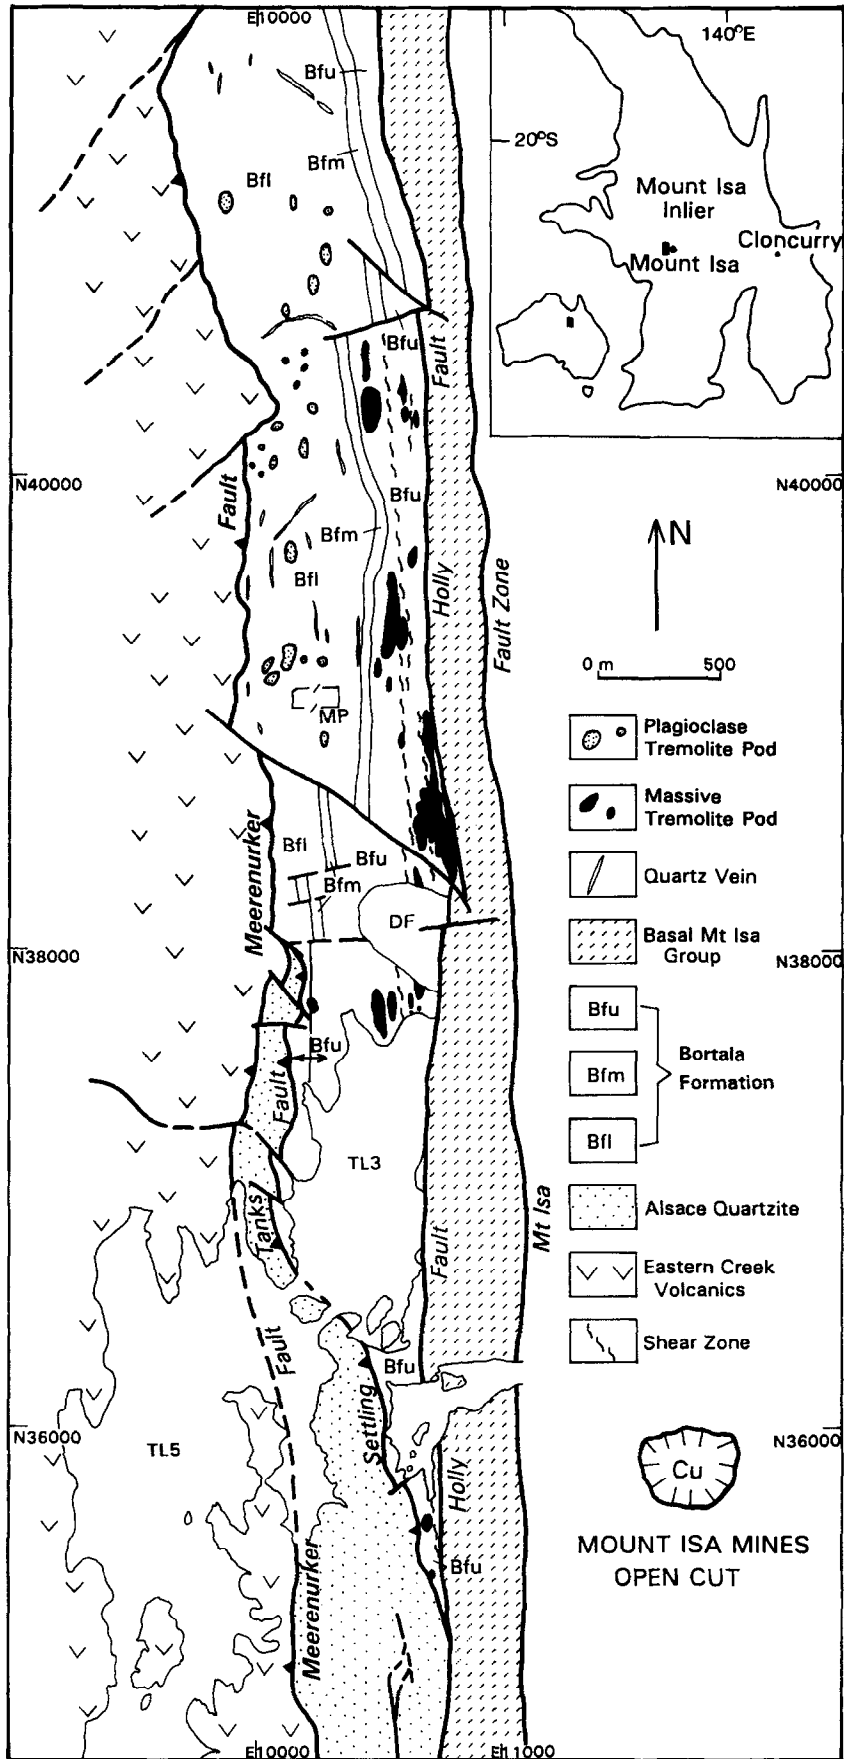 E10000
Bfu
Bfm
Bfl
140°E
20°S
Mount Isa
Inlier
Mount Isa
Cloncurry
Bfu
Fault
N40000
N40000
Fault
Bfu
Bfm
Bfl
Holly
Fault Zone
N
0 m
500
MP
Plagioclase
Tremolite Pod
Massive
Tremolite Pod
Meerenurker
Bfl
Bfu
Bfm
DF
Quartz Vein
N38000
N38000
Basal Mt Isa
Group
Bfu
Bfm
Bfl
Bortala
Formation
Bfu
Fault
TL3
Tanks
Fault
Mt Isa
Alsace Quartzite
Eastern Creek
Volcanics
Shear Zone
Fault
Bfu
Settling
N36000
N36000
TL5
Holly
Cu
MOUNT ISA MINES
OPEN CUT
Meerenurker
Bfu
E10000
E11000